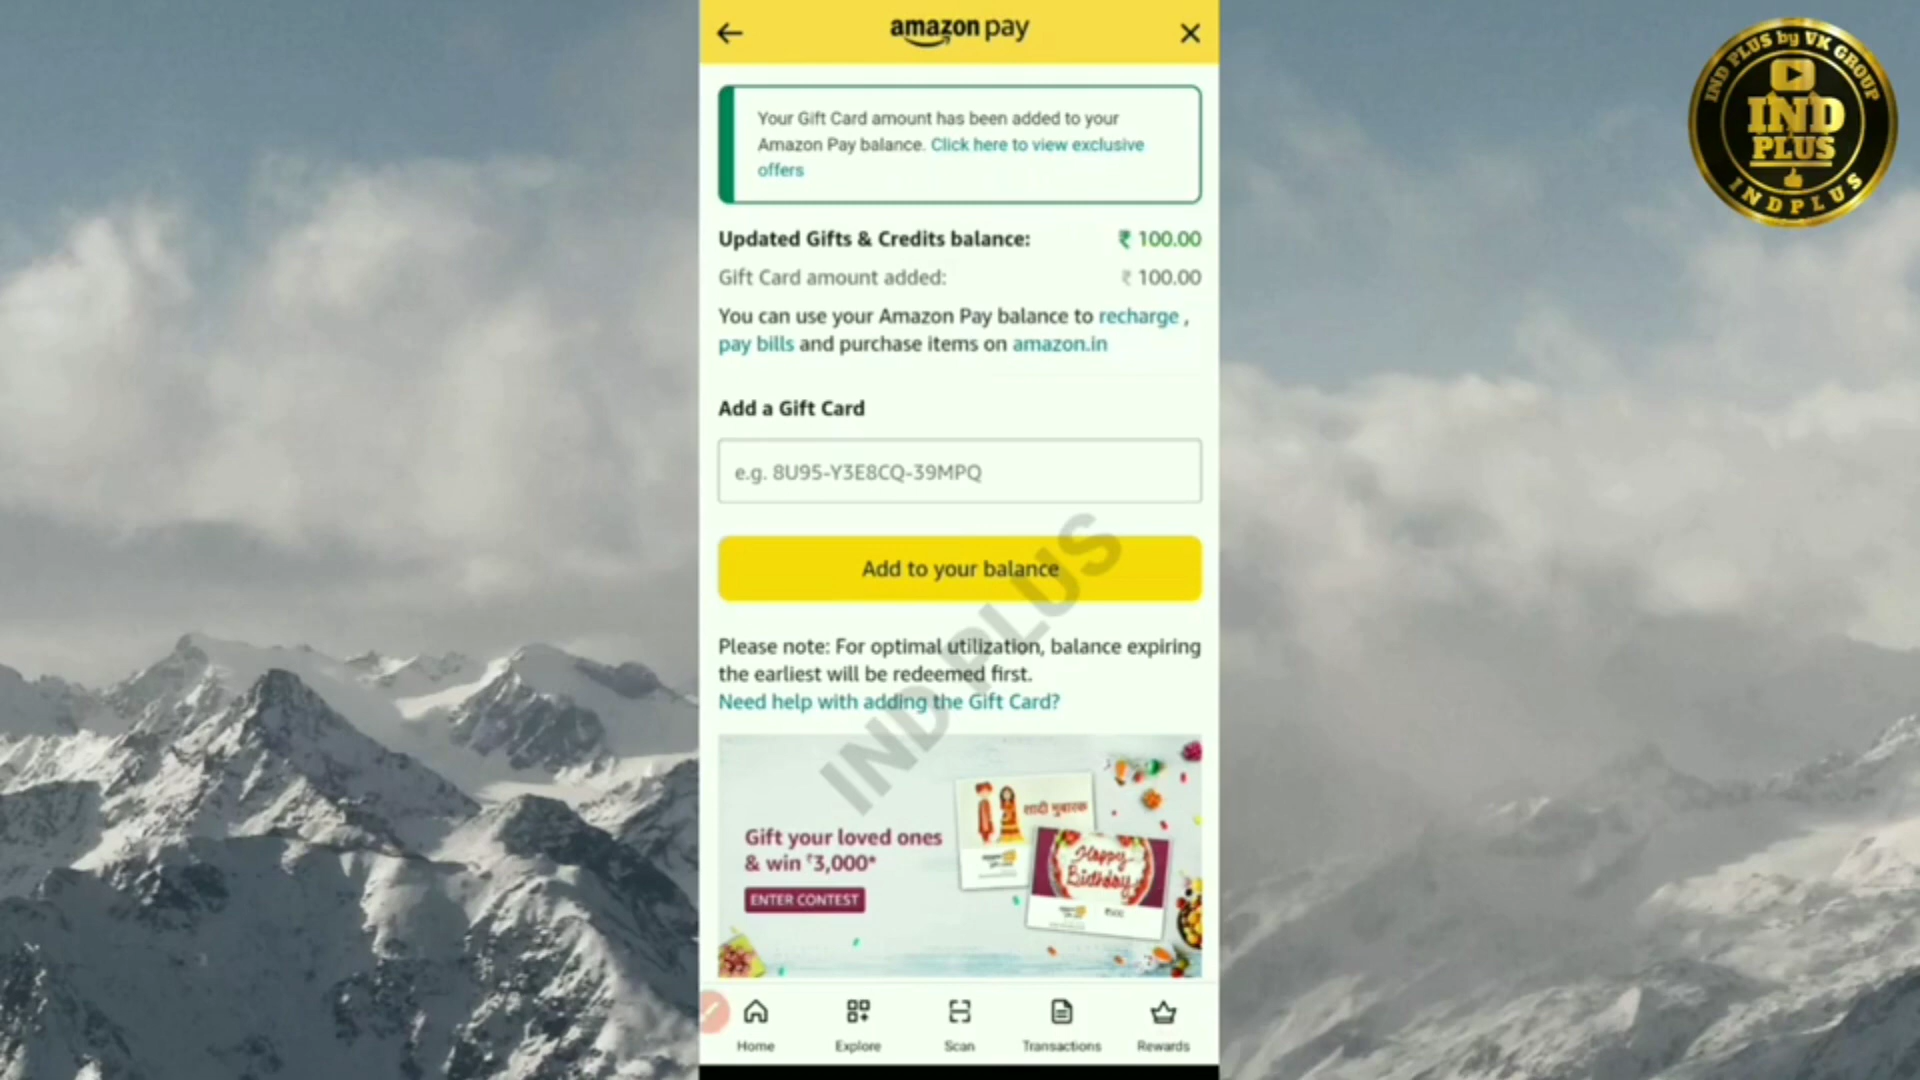 amazon pay
Your Gift Card amount has been added to your
Amazon Pay balance. Click here to view exclusive
offers
Updated Gifts & Credits balance: ₹ 100.00
Gift Card amount added: ₹ 100.00
You can use your Amazon Pay balance to recharge ,
pay bills and purchase items on amazon.in
Add a Gift Card
e.g. 8U95-Y3E8CQ-39MPQ
Add to your balance
Please note: For optimal utilization, balance expiring
the earliest will be redeemed first.
Need help with adding the Gift Card?
Gift your loved ones
& win ₹3,000*
ENTER CONTEST
शादी मुबारक
Happy
Birthday
Home Explore Scan Transactions Rewards
IND PLUS
IND PLUS by VK GROUP
IND
PLUS
INDPLUS